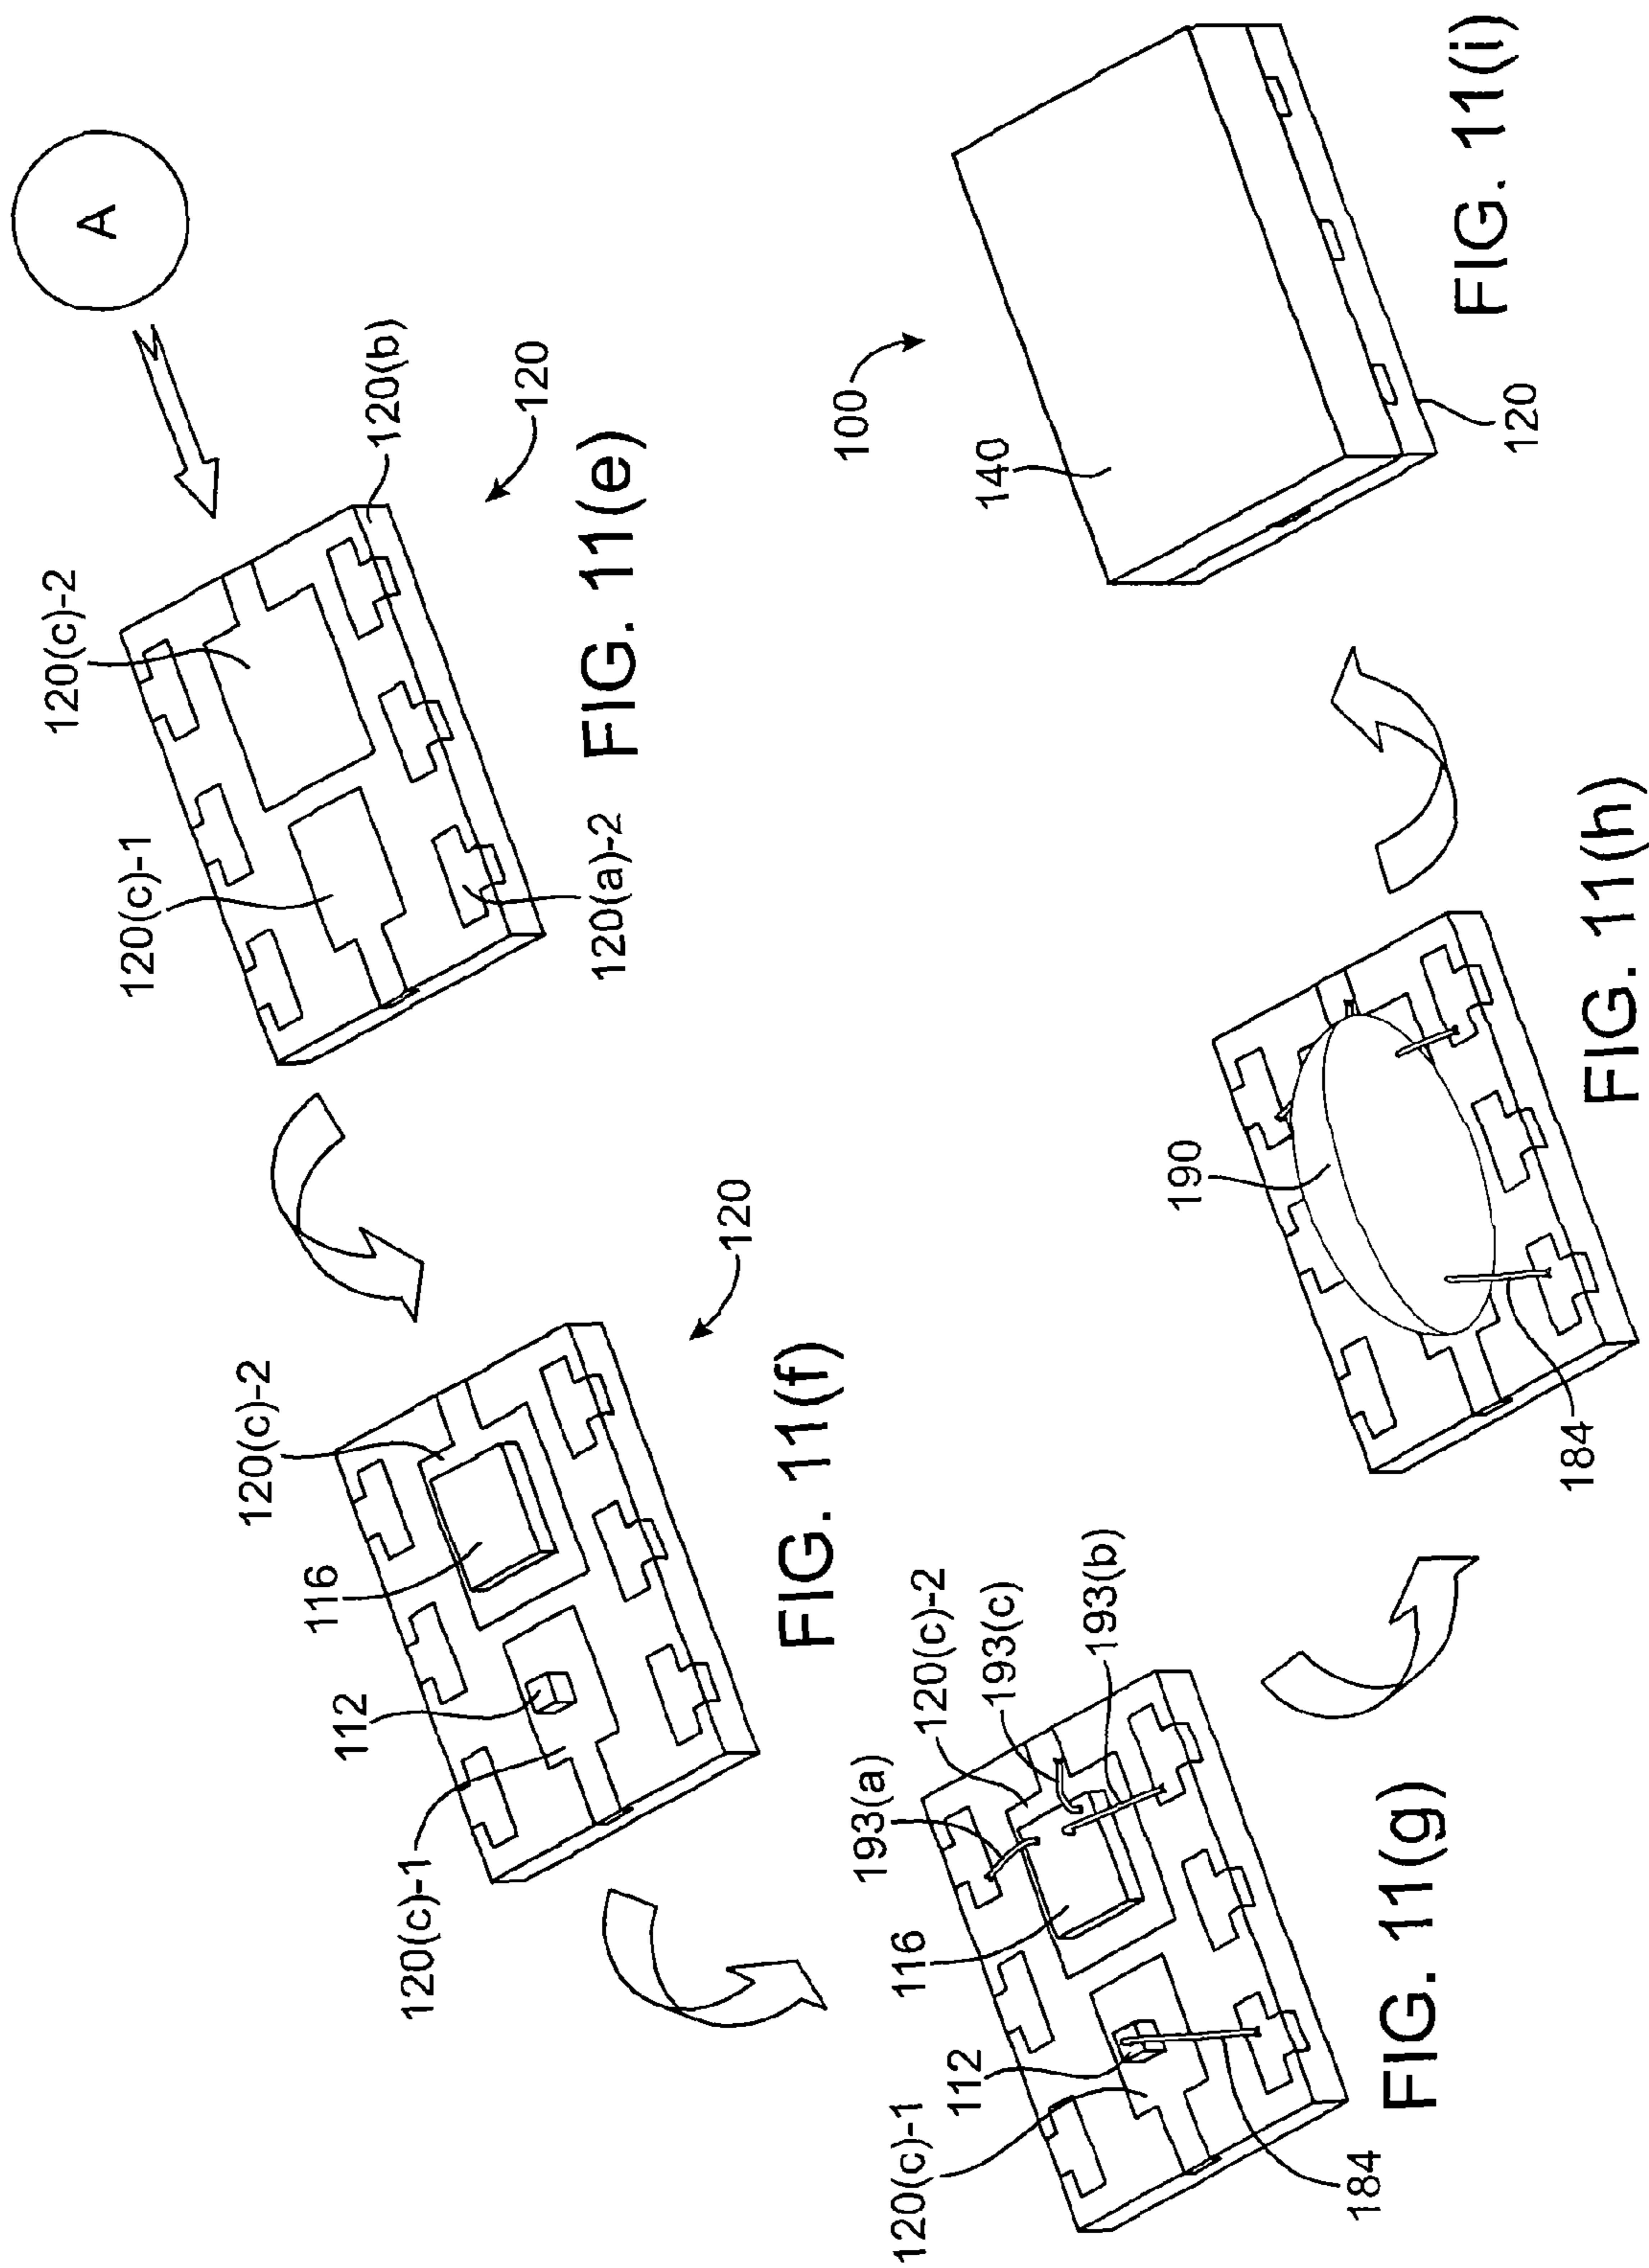 A
120(c)-2
120(c)-1
120(b)
120
120(a)-2
FIG. 11(e)
120(c)-2
116
112
120(c)-1
120
FIG. 11(f)
193(a)
120(c)-2
193(c)
193(b)
116
112
120(c)-1
184
FIG. 11(g)
190
184
FIG. 11(h)
100
140
120
FIG. 11(i)